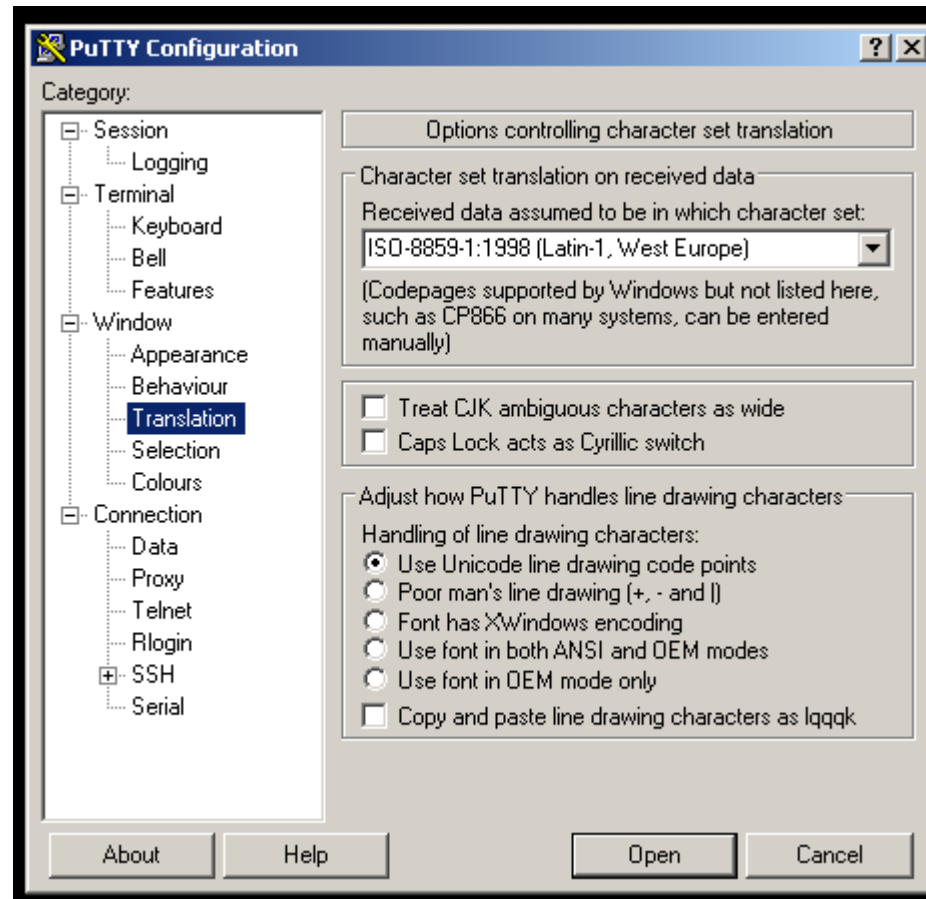 PuTTY Configuration
Category:
Session
Logging
Terminal
Keyboard
Bell
Features
Window
Appearance
Behaviour
Translation
Selection
Colours
Connection
Data
Proxy
Telnet
Rlogin
SSH
Serial
Options controlling character set translation
Character set translation on received data
Received data assumed to be in which character set:
ISO-8859-1:1998 (Latin-1, West Europe)
(Codepages supported by Windows but not listed here,
such as CP866 on many systems, can be entered
manually)
Treat CJK ambiguous characters as wide
Caps Lock acts as Cyrillic switch
Adjust how PuTTY handles line drawing characters
Handling of line drawing characters:
Use Unicode line drawing code points
Poor man's line drawing (+, - and |)
Font has XWindows encoding
Use font in both ANSI and OEM modes
Use font in OEM mode only
Copy and paste line drawing characters as lqqqk
About
Help
Open
Cancel